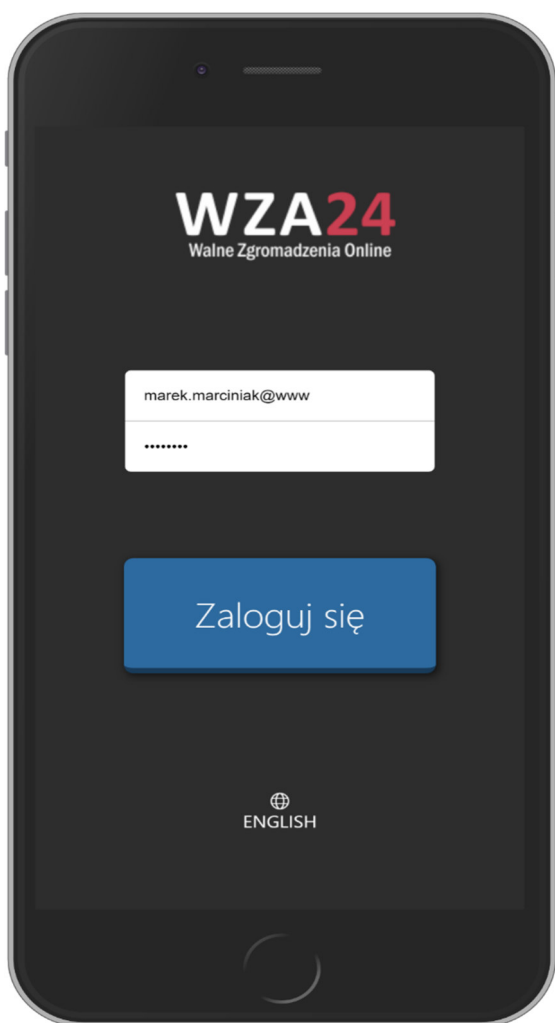 WZA24
Walne Zgromadzenia Online
marek.marciniak@www
••••••••
Zaloguj się
ENGLISH